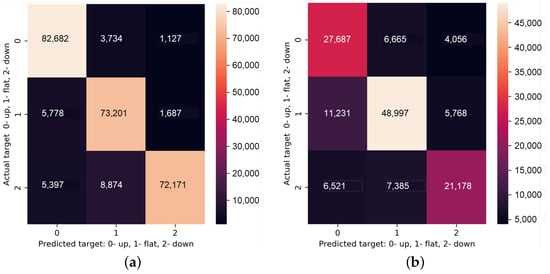 82,682 3,734 1,127
5,778 73,201 1,687
5,397 8,874 72,171
0 1 2
0 1 2
Actual target 0- up, 1- flat, 2- down
Predicted target: 0- up, 1- flat, 2- down
80,000
70,000
60,000
50,000
40,000
30,000
20,000
10,000
(a)
27,687 6,665 4,056
11,231 48,997 5,768
6,521 7,385 21,178
0 1 2
0 1 2
Actual target 0- up, 1- flat, 2- down
Predicted target: 0- up, 1- flat, 2- down
45,000
40,000
35,000
30,000
25,000
20,000
15,000
10,000
5,000
(b)